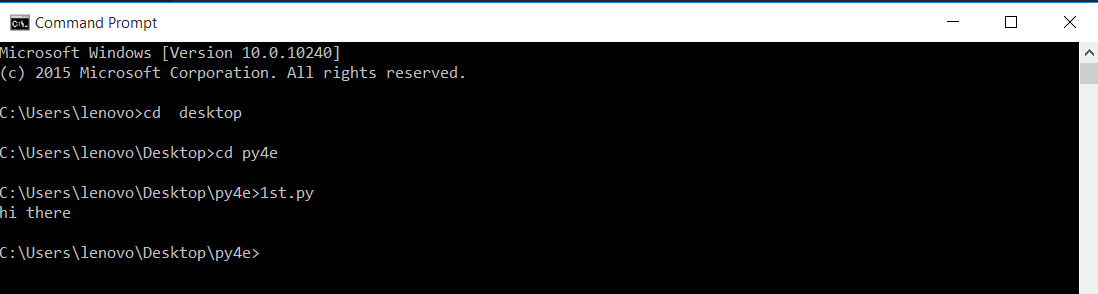 Command Prompt
Microsoft Windows [Version 10.0.10240]
(c) 2015 Microsoft Corporation. All rights reserved.
C:\Users\lenovo>cd  desktop
C:\Users\lenovo\Desktop>cd py4e
C:\Users\lenovo\Desktop\py4e>1st.py
hi there
C:\Users\lenovo\Desktop\py4e>